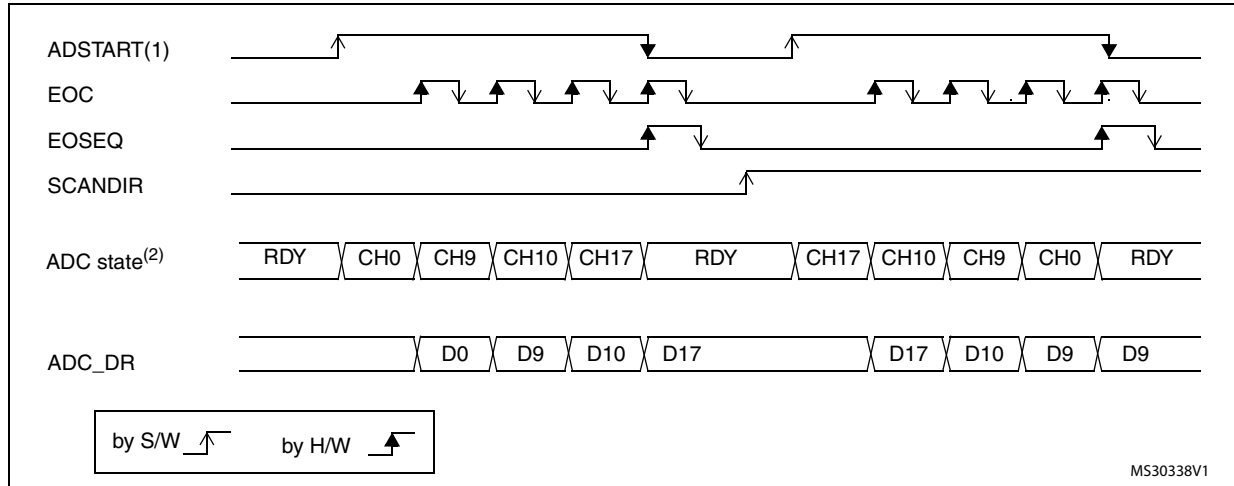 ADSTART(1)
EOC
EOSEQ
SCANDIR
ADC state(2) RDY CH0 CH9 CH10 CH17 RDY CH17 CH10 CH9 CH0 RDY
ADC_DR D0 D9 D10 D17 D17 D10 D9 D9
by S/W by H/W
MS30338V1